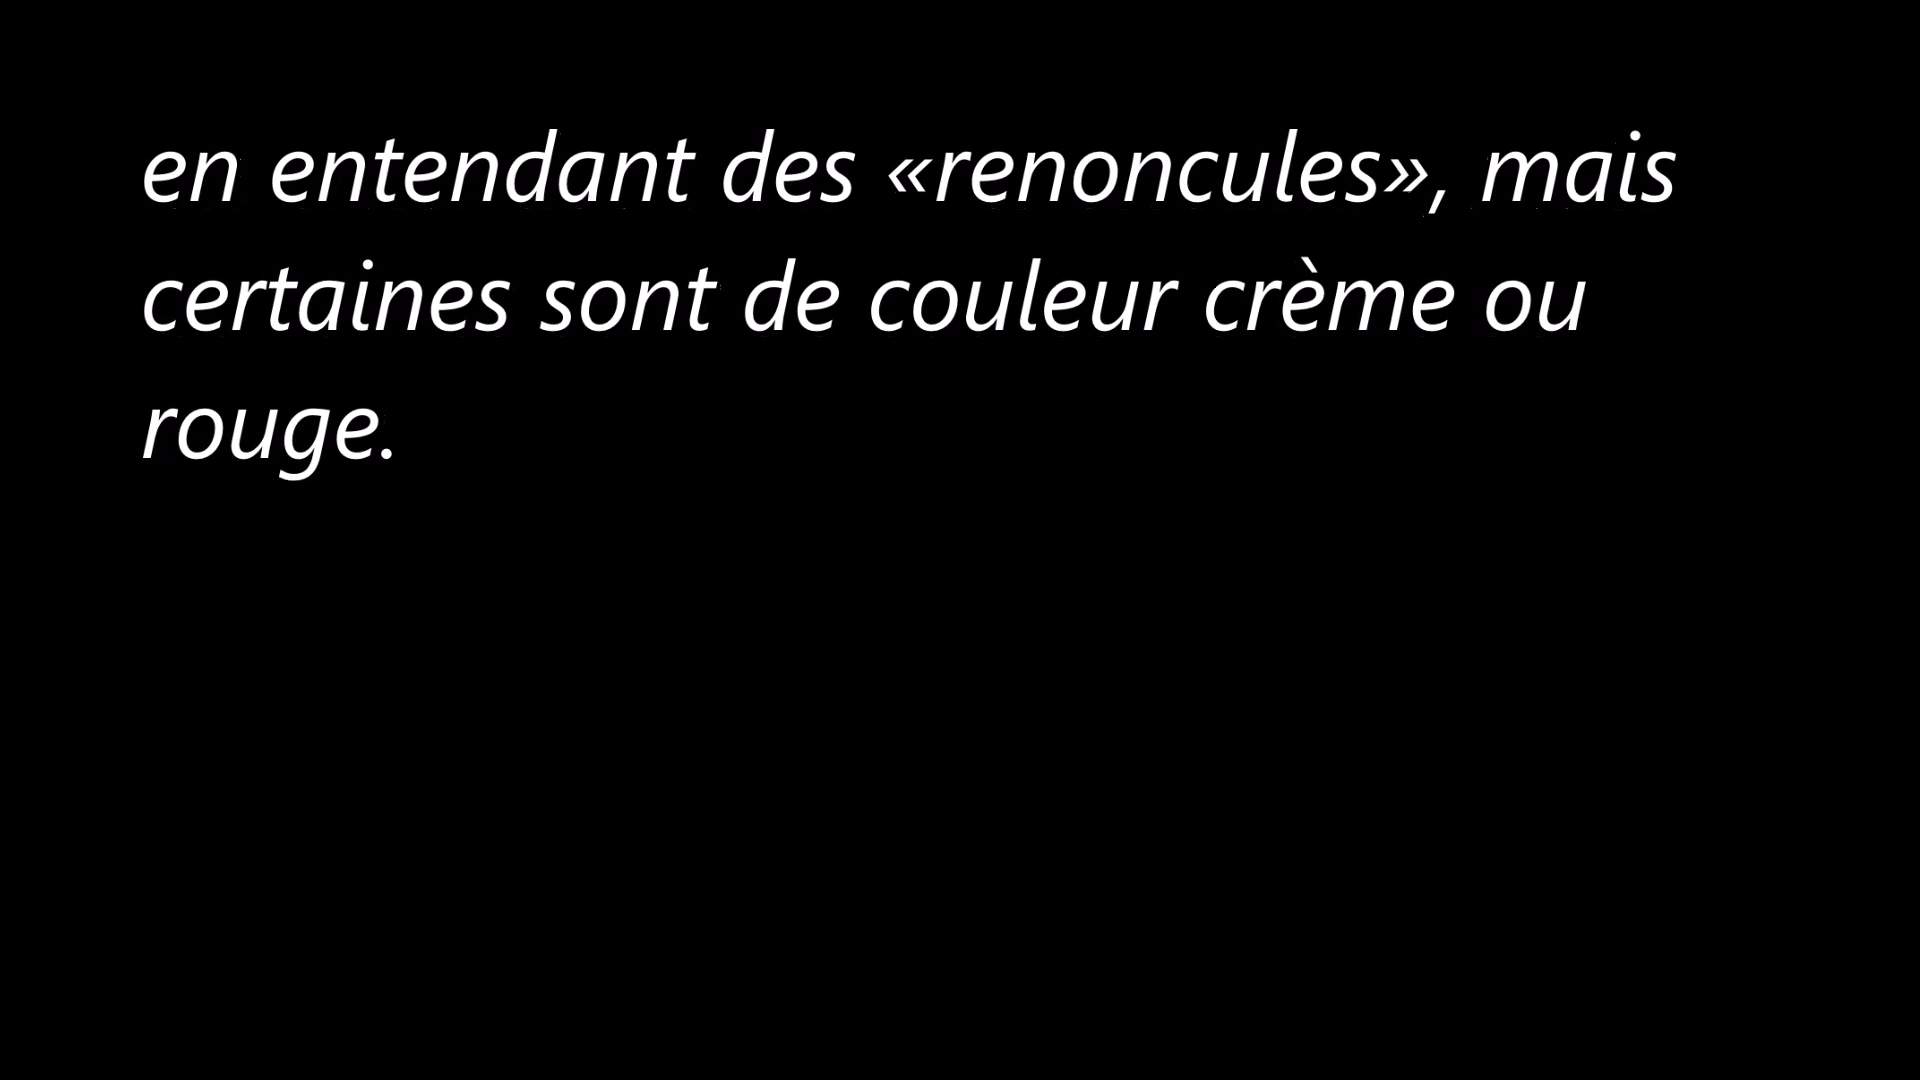 en entendant des «renoncules», mais
certaines sont de couleur crème ou
rouge.